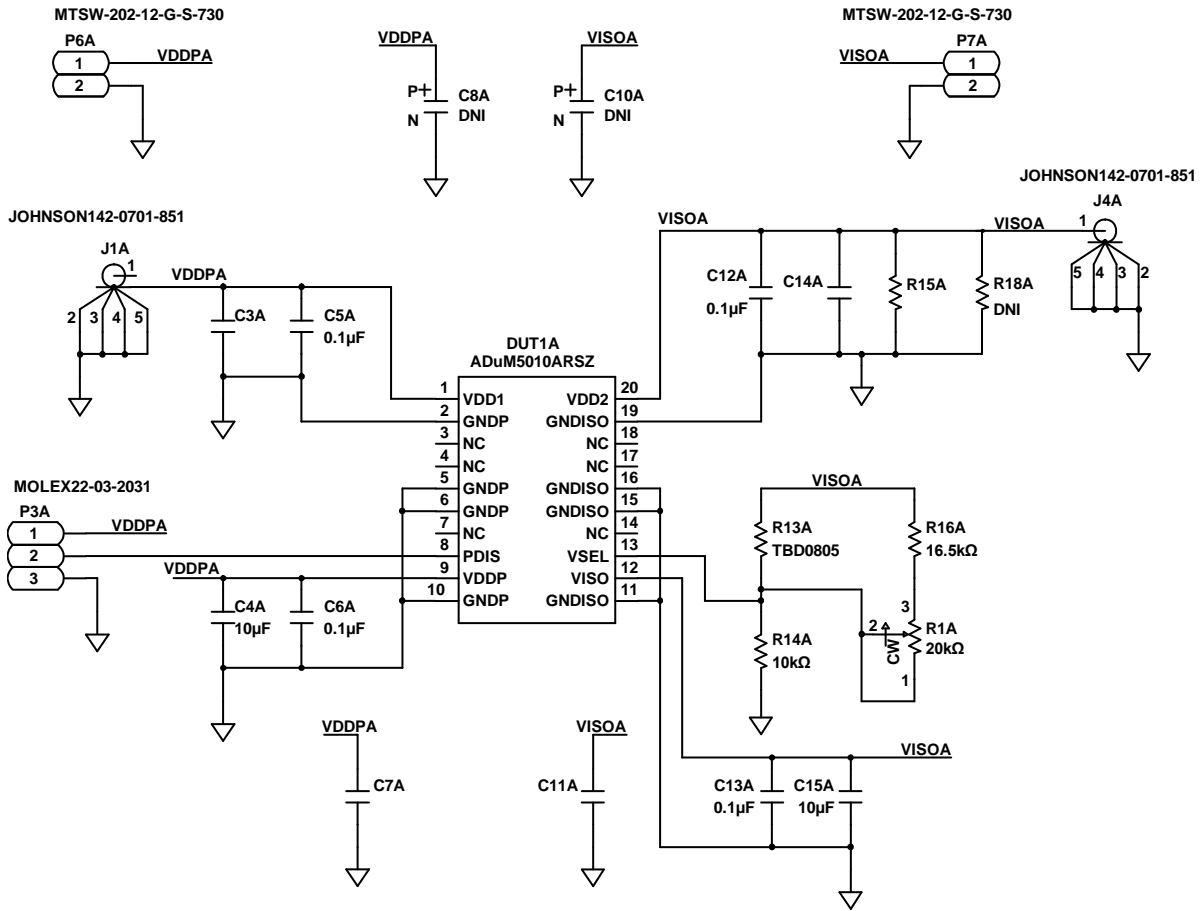 MTSW-202-12-G-S-730
P6A
1
VDDPA
2
VDDPA
P+
N
C8A
DNI
VISOA
P+
N
C10A
DNI
MTSW-202-12-G-S-730
P7A
VISOA
1
2
JOHNSON142-0701-851
J1A
1
VDDPA
2 3 4 5
C3A
C5A
0.1µF
JOHNSON142-0701-851
J4A
VISOA
VISOA
1
5 4 3 2
C12A
0.1µF
C14A
R15A
R18A
DNI
DUT1A
ADuM5010ARSZ
1 VDD1 VDD2 20
2 GNDP GNDISO 19
3 NC NC 18
4 NC NC 17
5 GNDP GNDISO 16
6 GNDP GNDISO 15
7 NC NC 14
8 PDIS VSEL 13
9 VDDP VISO 12
10 GNDP GNDISO 11
MOLEX22-03-2031
P3A
1
VDDPA
2
3
VDDPA
C4A
10µF
C6A
0.1µF
VISOA
R13A
TBD0805
R16A
16.5kΩ
R14A
10kΩ
2
CW
3
R1A
20kΩ
1
VDDPA
C7A
VISOA
C11A
VISOA
C13A
0.1µF
C15A
10µF